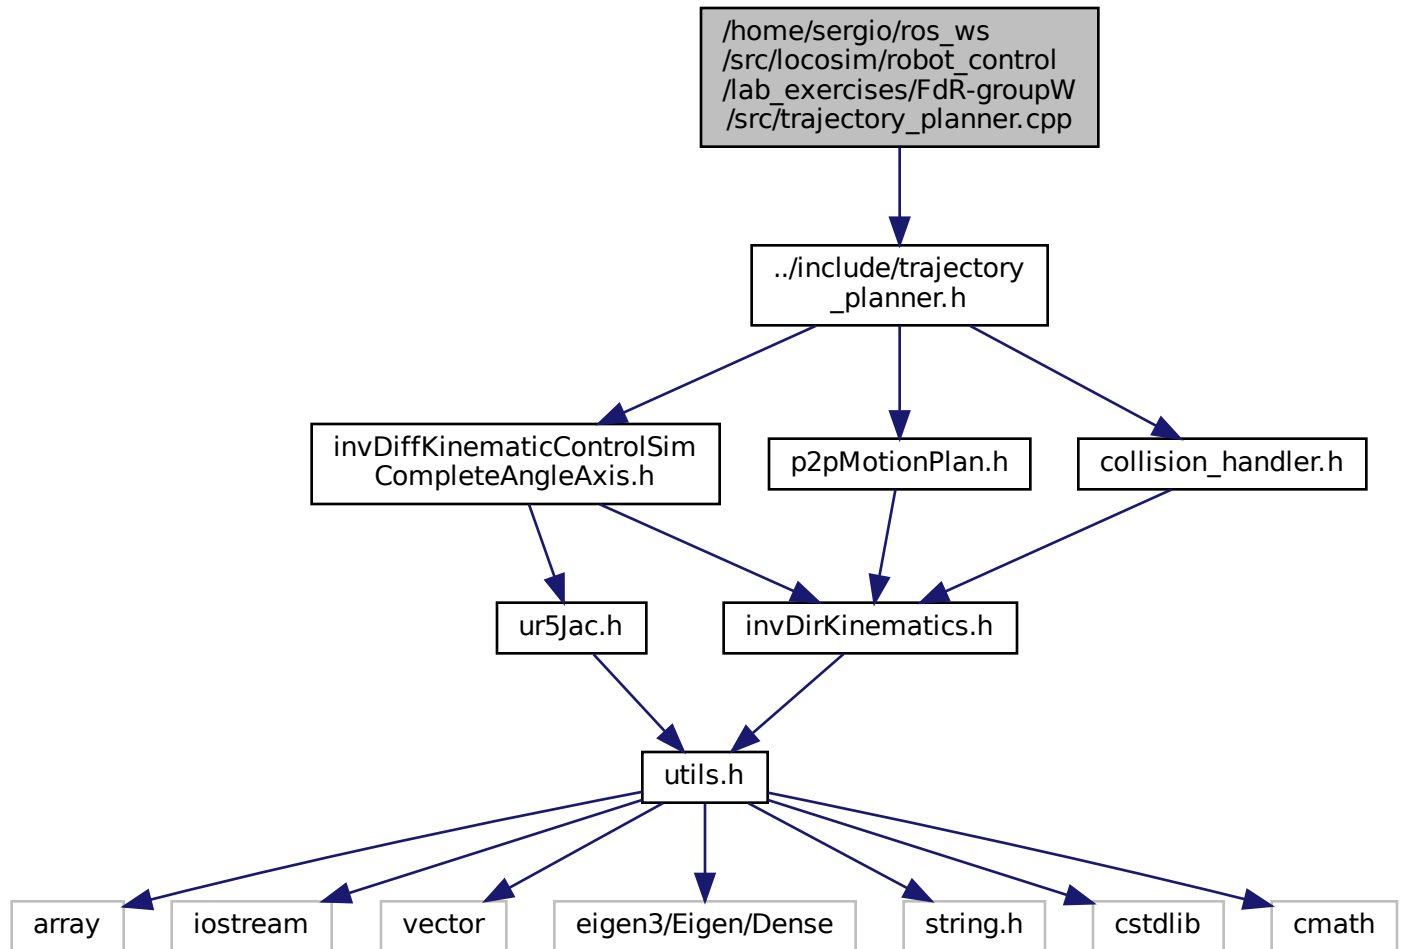 /home/sergio/ros_ws
/src/locosim/robot_control
/lab_exercises/FdR-groupW
/src/trajectory_planner.cpp
../include/trajectory
_planner.h
invDiffKinematicControlSim
CompleteAngleAxis.h
p2pMotionPlan.h
collision_handler.h
ur5Jac.h
invDirKinematics.h
utils.h
array
iostream
vector
eigen3/Eigen/Dense
string.h
cstdlib
cmath